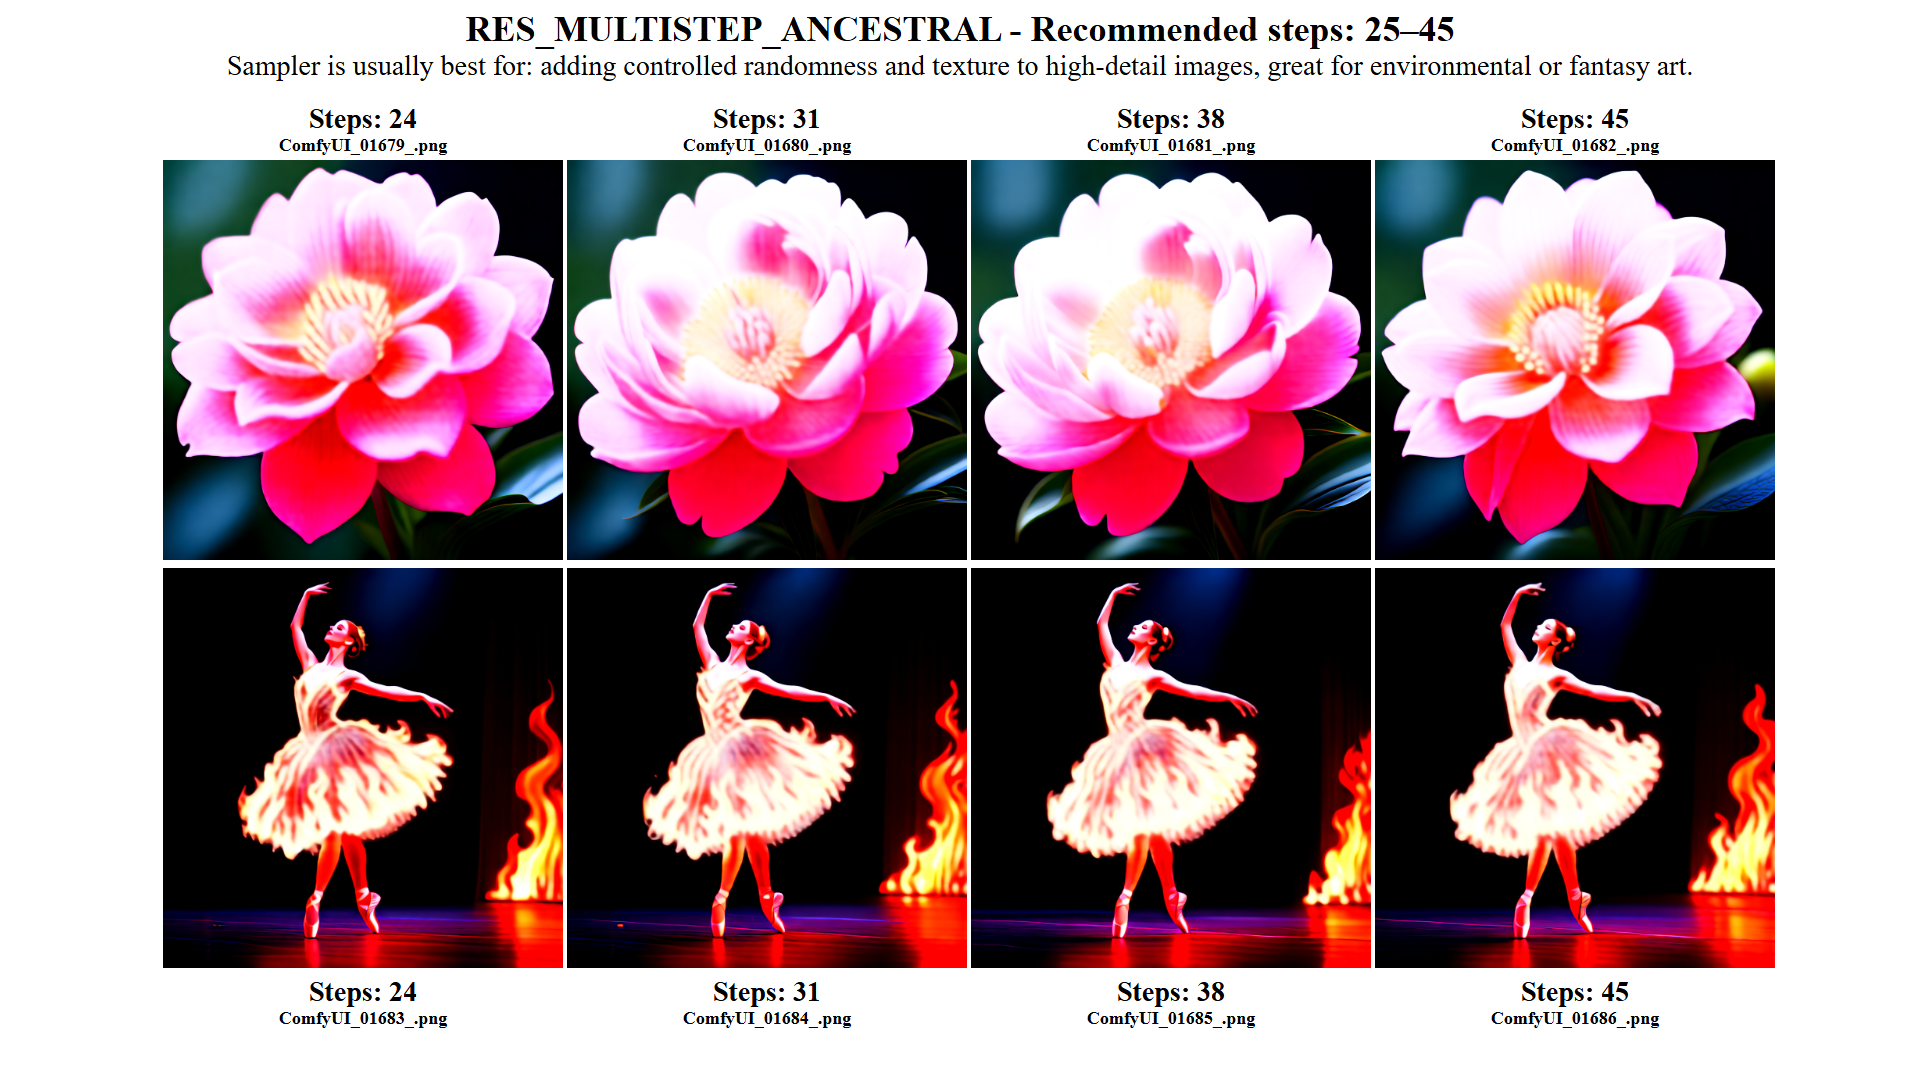 RES_MULTISTEP_ANCESTRAL - Recommended steps: 25–45
Sampler is usually best for: adding controlled randomness and texture to high-detail images, great for environmental or fantasy art.
Steps: 24
ComfyUI_01679_.png
Steps: 31
ComfyUI_01680_.png
Steps: 38
ComfyUI_01681_.png
Steps: 45
ComfyUI_01682_.png
Steps: 24
ComfyUI_01683_.png
Steps: 31
ComfyUI_01684_.png
Steps: 38
ComfyUI_01685_.png
Steps: 45
ComfyUI_01686_.png